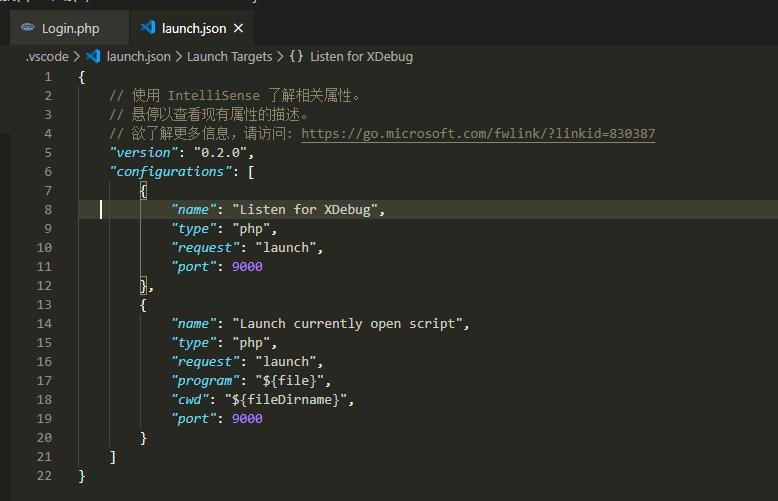 Login.php
launch.json
.vscode > launch.json > Launch Targets > {} Listen for XDebug
1 {
2 // 使用 IntelliSense 了解相关属性。
3 // 悬停以查看现有属性的描述。
4 // 欲了解更多信息，请访问: https://go.microsoft.com/fwlink/?linkid=830387
5 "version": "0.2.0",
6 "configurations": [
7 {
8 "name": "Listen for XDebug",
9 "type": "php",
10 "request": "launch",
11 "port": 9000
12 },
13 {
14 "name": "Launch currently open script",
15 "type": "php",
16 "request": "launch",
17 "program": "${file}",
18 "cwd": "${fileDirname}",
19 "port": 9000
20 }
21 ]
22 }